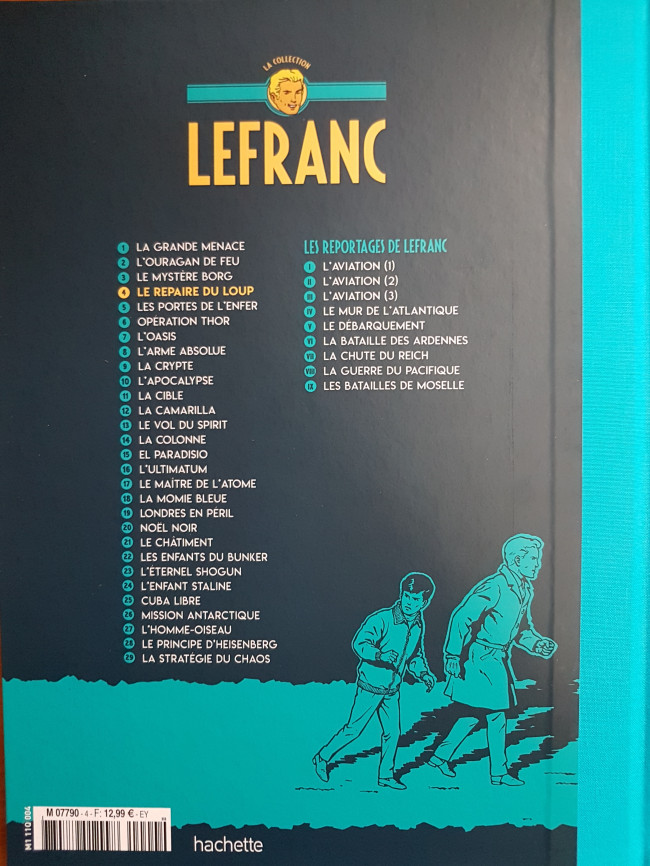 LA COLLECTION
LEFRANC
1 LA GRANDE MENACE
2 L'OURAGAN DE FEU
3 LE MYSTÈRE BORG
4 LE REPAIRE DU LOUP
5 LES PORTES DE L'ENFER
6 OPÉRATION THOR
7 L'OASIS
8 L'ARME ABSOLUE
9 LA CRYPTE
10 L'APOCALYPSE
11 LA CIBLE
12 LA CAMARILLA
13 LE VOL DU SPIRIT
14 LA COLONNE
15 EL PARADISIO
16 L'ULTIMATUM
17 LE MAÎTRE DE L'ATOME
18 LA MOMIE BLEUE
19 LONDRES EN PÉRIL
20 NOËL NOIR
21 LE CHÂTIMENT
22 LES ENFANTS DU BUNKER
23 L'ÉTERNEL SHOGUN
24 L'ENFANT STALINE
25 CUBA LIBRE
26 MISSION ANTARCTIQUE
27 L'HOMME-OISEAU
28 LE PRINCIPE D'HEISENBERG
29 LA STRATÉGIE DU CHAOS
LES REPORTAGES DE LEFRANC
I L'AVIATION (1)
II L'AVIATION (2)
III L'AVIATION (3)
IV LE MUR DE L'ATLANTIQUE
V LE DÉBARQUEMENT
VI LA BATAILLE DES ARDENNES
VII LA CHUTE DU REICH
VIII LA GUERRE DU PACIFIQUE
IX LES BATAILLES DE MOSELLE
M1 110 004
M 07790 - 4 - F: 12,99 € - EY
hachette